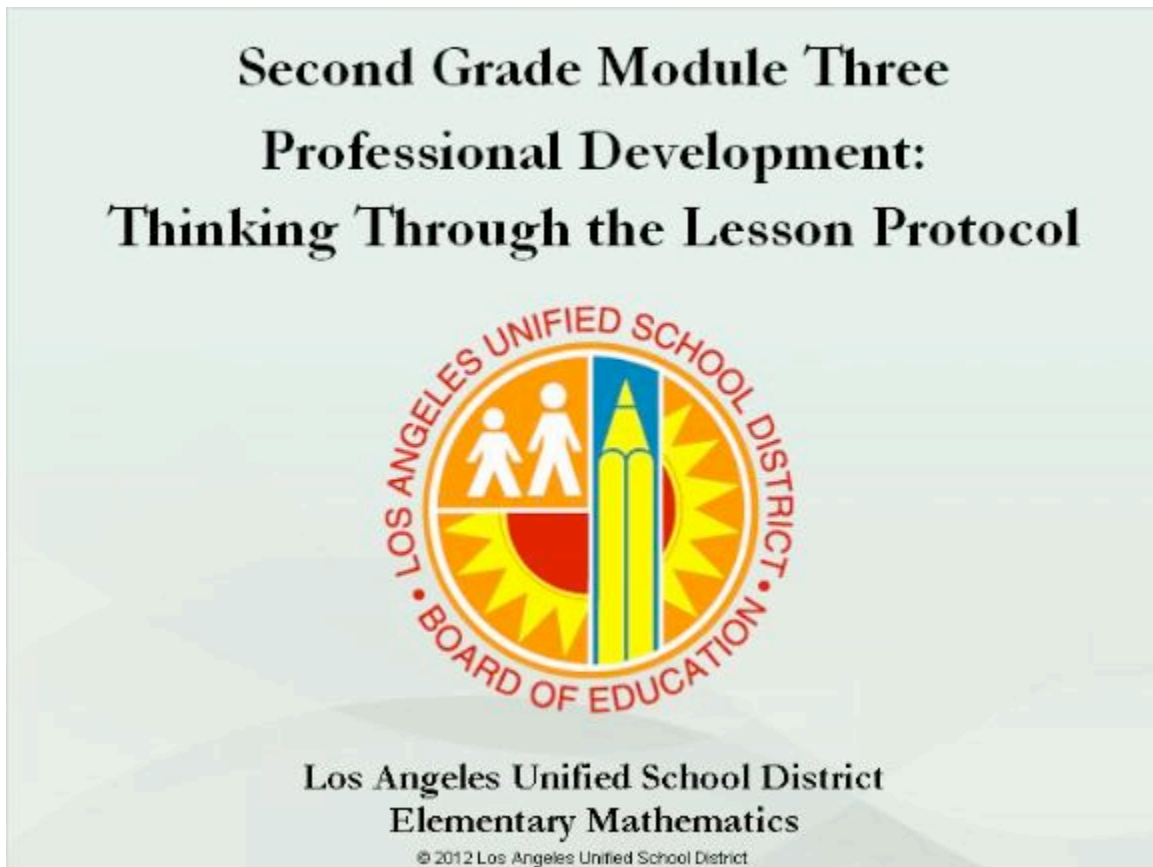 Second Grade Module Three
Professional Development:
Thinking Through the Lesson Protocol
LOS ANGELES UNIFIED SCHOOL DISTRICT •
BOARD OF EDUCATION •
Los Angeles Unified School District
Elementary Mathematics
© 2012 Los Angeles Unified School District